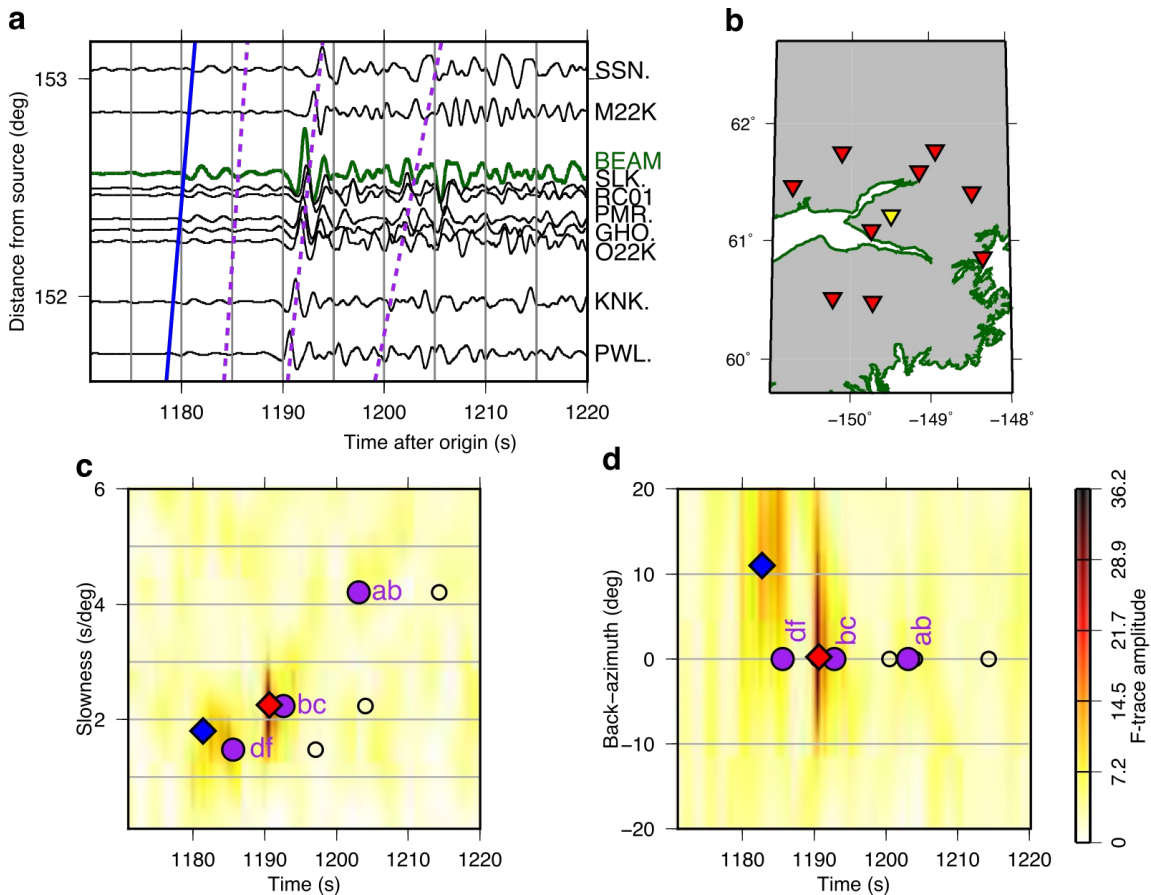 a
153
152
Distance from source (deg)
SSN.
M22K
BEAM
SLK.
RC01
PMR.
GHO.
O22K
KNK.
PWL.
1180 1190 1200 1210 1220
Time after origin (s)
b
62˚
61˚
60˚
−150˚ −149˚ −148˚
c
6
4
2
Slowness (s/deg)
ab
bc
df
1180 1190 1200 1210 1220
Time (s)
d
20
10
0
−10
−20
Back−azimuth (deg)
df
bc
ab
1180 1190 1200 1210 1220
Time (s)
36.2
28.9
21.7
14.5
7.2
0
F-trace amplitude